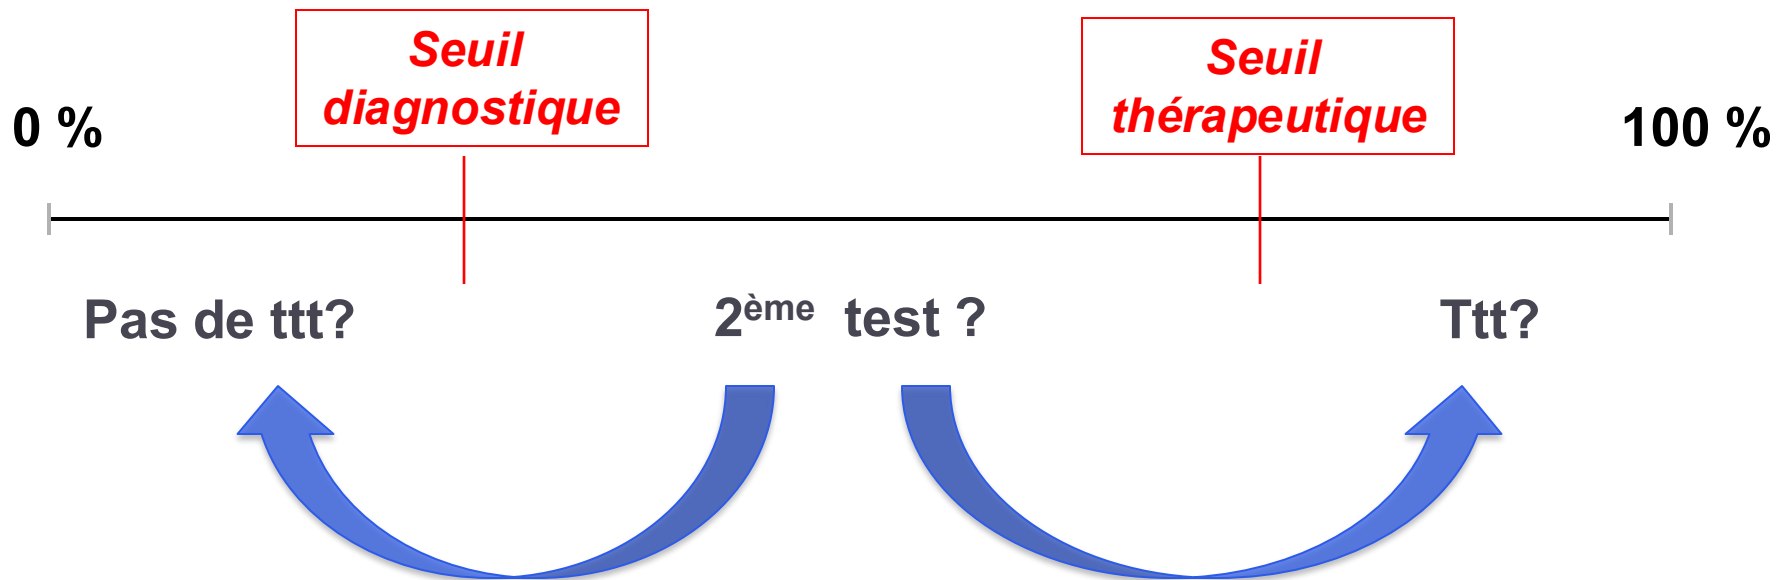 Seuil
diagnostique
Seuil
thérapeutique
0 %
100 %
Pas de ttt?
2ème test ?
Ttt?